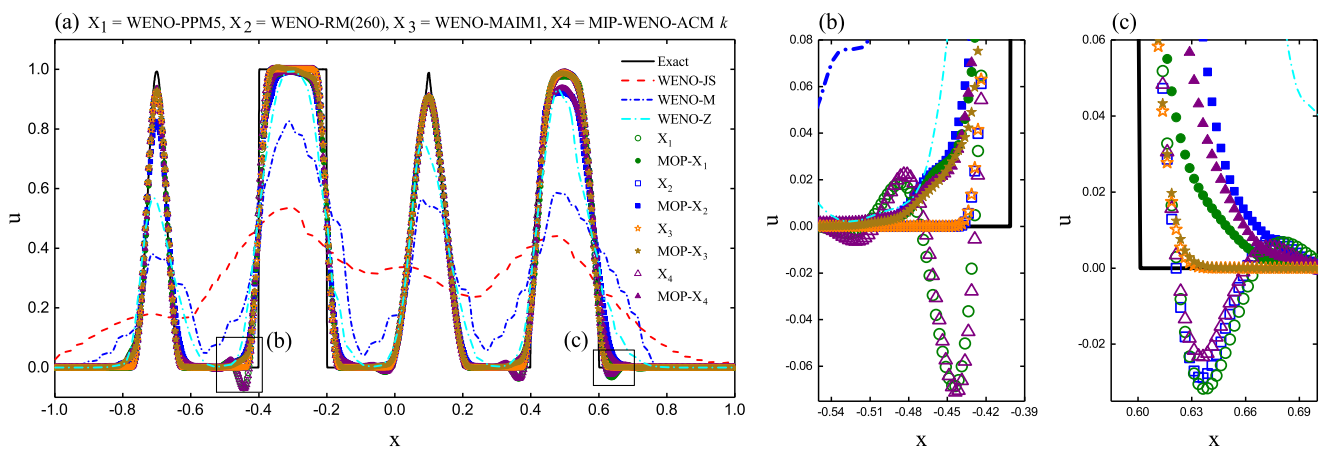 (a) X1 = WENO-PPM5, X2 = WENO-RM(260), X3 = WENO-MAIM1, X4 = MIP-WENO-ACM k
Exact
WENO-JS
WENO-M
WENO-Z
X1
MOP-X1
X2
MOP-X2
X3
MOP-X3
X4
MOP-X4
1.0
0.8
0.6
0.4
0.2
0.0
u
(b)
(c)
-1.0 -0.8 -0.6 -0.4 -0.2 0.0 0.2 0.4 0.6 0.8 1.0
x
(b)
0.08
0.06
0.04
0.02
0.00
-0.02
-0.04
-0.06
u
-0.54 -0.51 -0.48 -0.45 -0.42 -0.39
x
(c)
0.06
0.04
0.02
0.00
-0.02
u
0.60 0.63 0.66 0.69
x